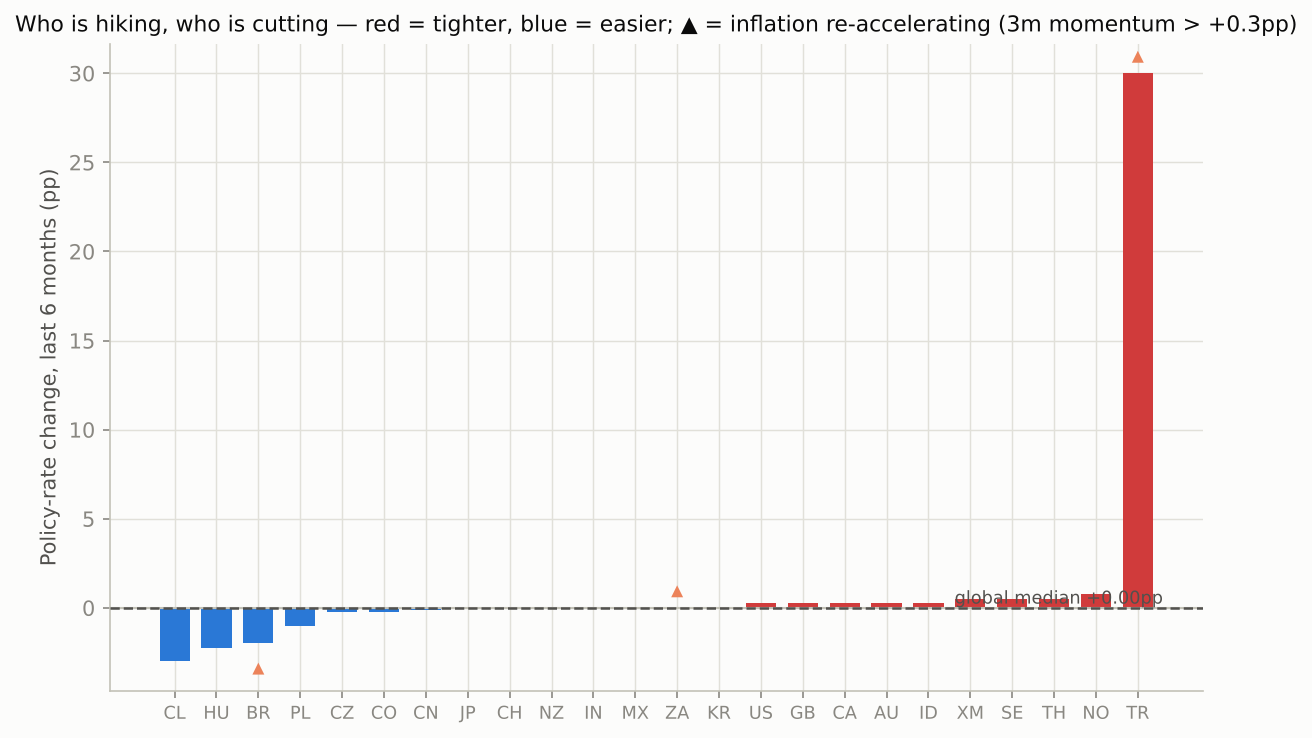 Who is hiking, who is cutting — red = tighter, blue = easier; ▲ = inflation re-accelerating (3m momentum > +0.3pp)
Policy-rate change, last 6 months (pp)
30
25
20
15
10
5
0
global median +0.00pp
CL HU BR PL CZ CO CN JP CH NZ IN MX ZA KR US GB CA AU ID XM SE TH NO TR